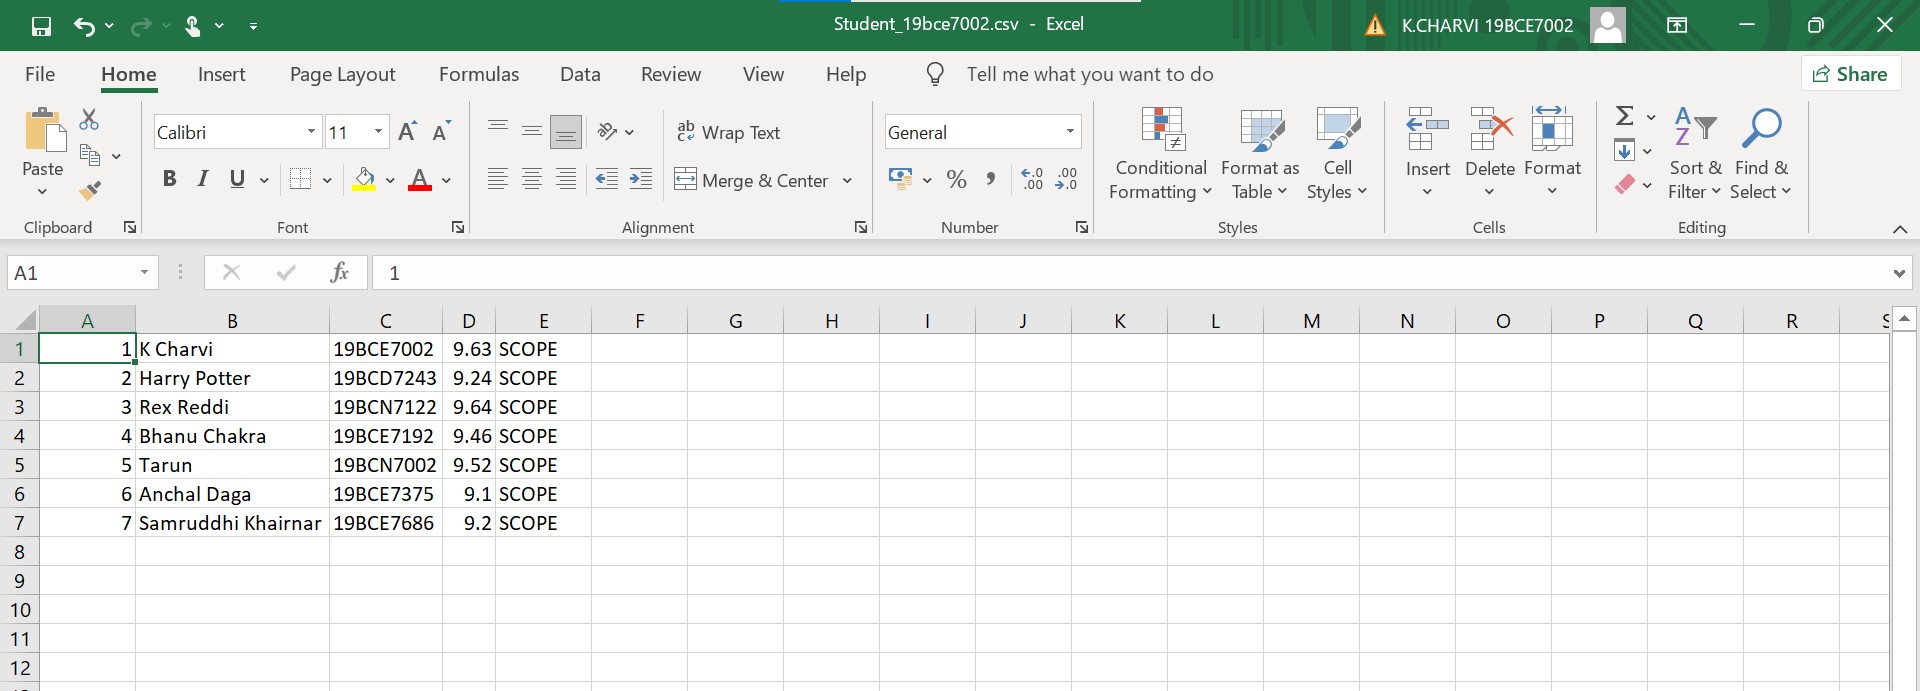 Student_19bce7002.csv - Excel K.CHARVI 19BCE7002
File Home Insert Page Layout Formulas Data Review View Help Tell me what you want to do Share
Calibri 11 A A ab Wrap Text General
Paste B I U A Merge & Center % , .00 .00 Conditional Formatting Format as Table Cell Styles Insert Delete Format Sort & Filter Find & Select
Clipboard Font Alignment Number Styles Cells Editing
A1 fx 1
A B C D E F G H I J K L M N O P Q R S
1 1 K Charvi 19BCE7002 9.63 SCOPE
2 2 Harry Potter 19BCD7243 9.24 SCOPE
3 3 Rex Reddi 19BCN7122 9.64 SCOPE
4 4 Bhanu Chakra 19BCE7192 9.46 SCOPE
5 5 Tarun 19BCN7002 9.52 SCOPE
6 6 Anchal Daga 19BCE7375 9.1 SCOPE
7 7 Samruddhi Khairnar 19BCE7686 9.2 SCOPE
8
9
10
11
12